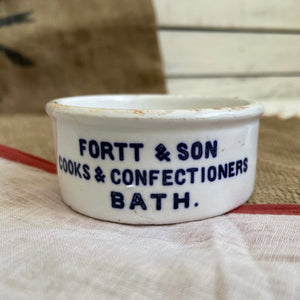 FORTT & SON
COOKS & CONFECTIONERS
BATH.